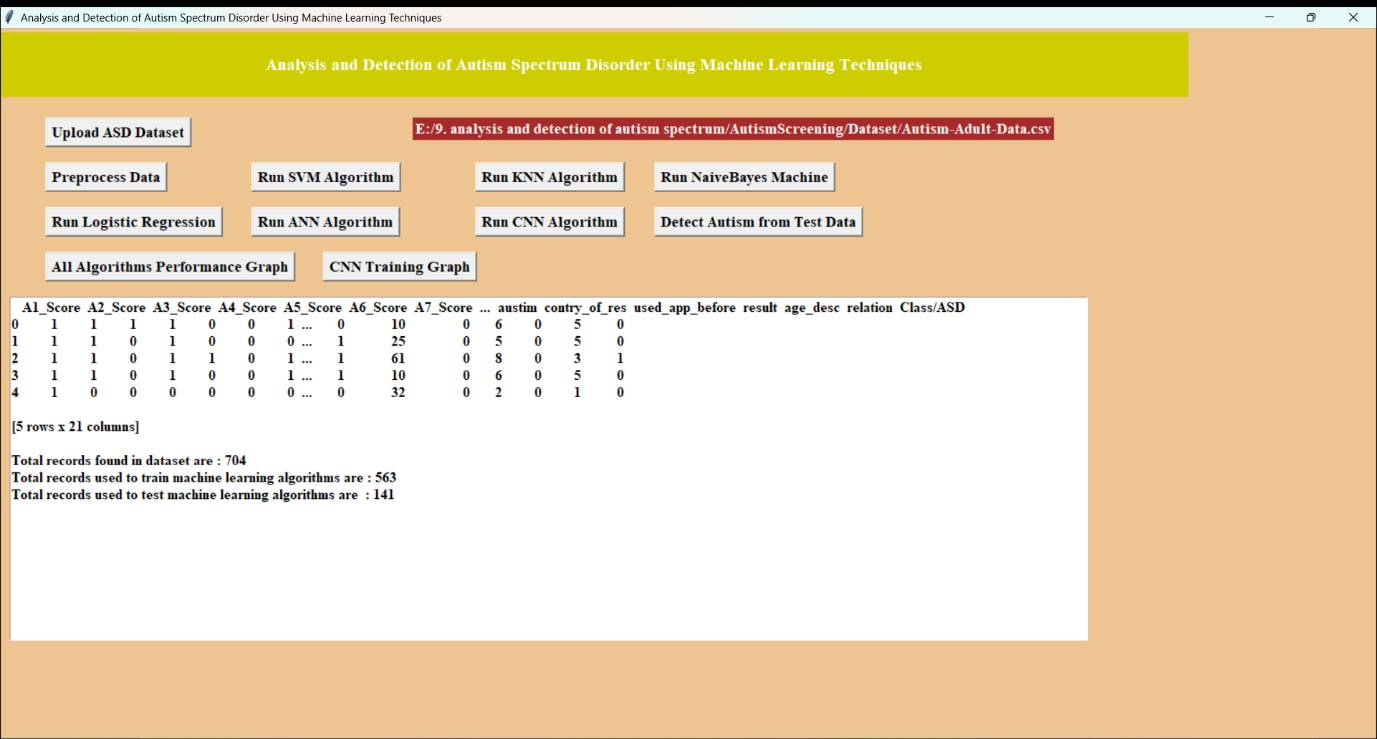 Analysis and Detection of Autism Spectrum Disorder Using Machine Learning Techniques
Analysis and Detection of Autism Spectrum Disorder Using Machine Learning Techniques
Upload ASD Dataset
E:/9. analysis and detection of autism spectrum/AutismScreening/Dataset/Autism-Adult-Data.csv
Preprocess Data Run SVM Algorithm Run KNN Algorithm Run NaiveBayes Machine
Run Logistic Regression Run ANN Algorithm Run CNN Algorithm Detect Autism from Test Data
All Algorithms Performance Graph CNN Training Graph
A1_Score A2_Score A3_Score A4_Score A5_Score A6_Score A7_Score ... austim contry_of_res used_app_before result age_desc relation Class/ASD
0 1 1 1 1 0 0 1 ... 0 10 0 6 0 5 0
1 1 1 0 1 0 0 0 ... 1 25 0 5 0 5 0
2 1 1 0 1 1 0 1 ... 1 61 0 8 0 3 1
3 1 1 0 1 0 0 1 ... 1 10 0 6 0 5 0
4 1 0 0 0 0 0 0 ... 0 32 0 2 0 1 0
[5 rows x 21 columns]
Total records found in dataset are : 704
Total records used to train machine learning algorithms are : 563
Total records used to test machine learning algorithms are : 141